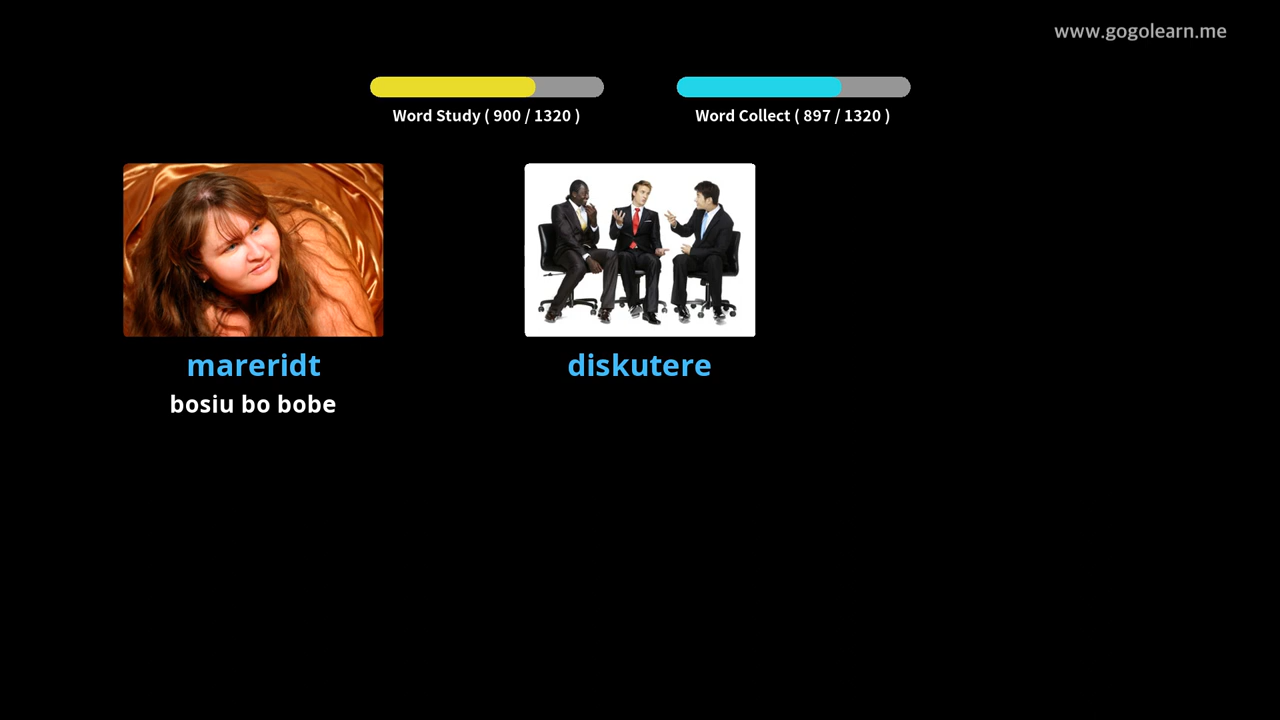 www.gogolearn.me
Word Study ( 900 / 1320 )
Word Collect ( 897 / 1320 )
mareridt
diskutere
bosiu bo bobe